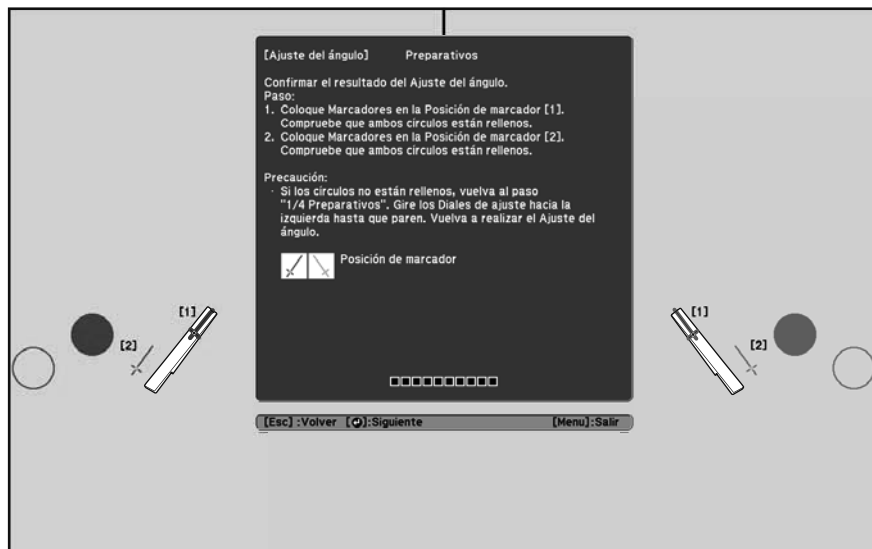 [Ajuste del ángulo] Preparativos
Confirmar el resultado del Ajuste del ángulo.
Paso:
1. Coloque Marcadores en la Posición de marcador [1].
Compruebe que ambos circulos están rellenos.
2. Coloque Marcadores en la Posición de marcador [2].
Compruebe que ambos circulos están rellenos.
Precaución:
· Si los circulos no están rellenos, vuelva al paso
"1/4 Preparativos". Gire los Diales de ajuste hacia la
izquierda hasta que paren. Vuelva a realizar el Ajuste del
ángulo.
Posición de marcador
[1]
[2]
[1]
[2]
[Esc] :Volver [↵]:Siguiente [Menu]:Salir